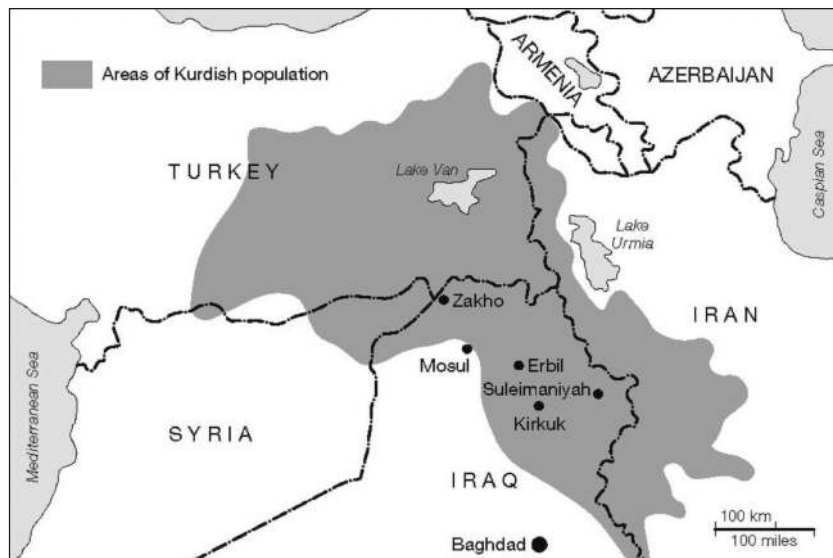 Areas of Kurdish population
ARMENIA
AZERBAIJAN
TURKEY
Lake Van
Caspian Sea
Lake
Urmia
Zakho
IRAN
Mosul
Erbil
Suleimaniyah
Kirkuk
Mediterranean Sea
SYRIA
IRAQ
Baghdad
100 km
100 miles